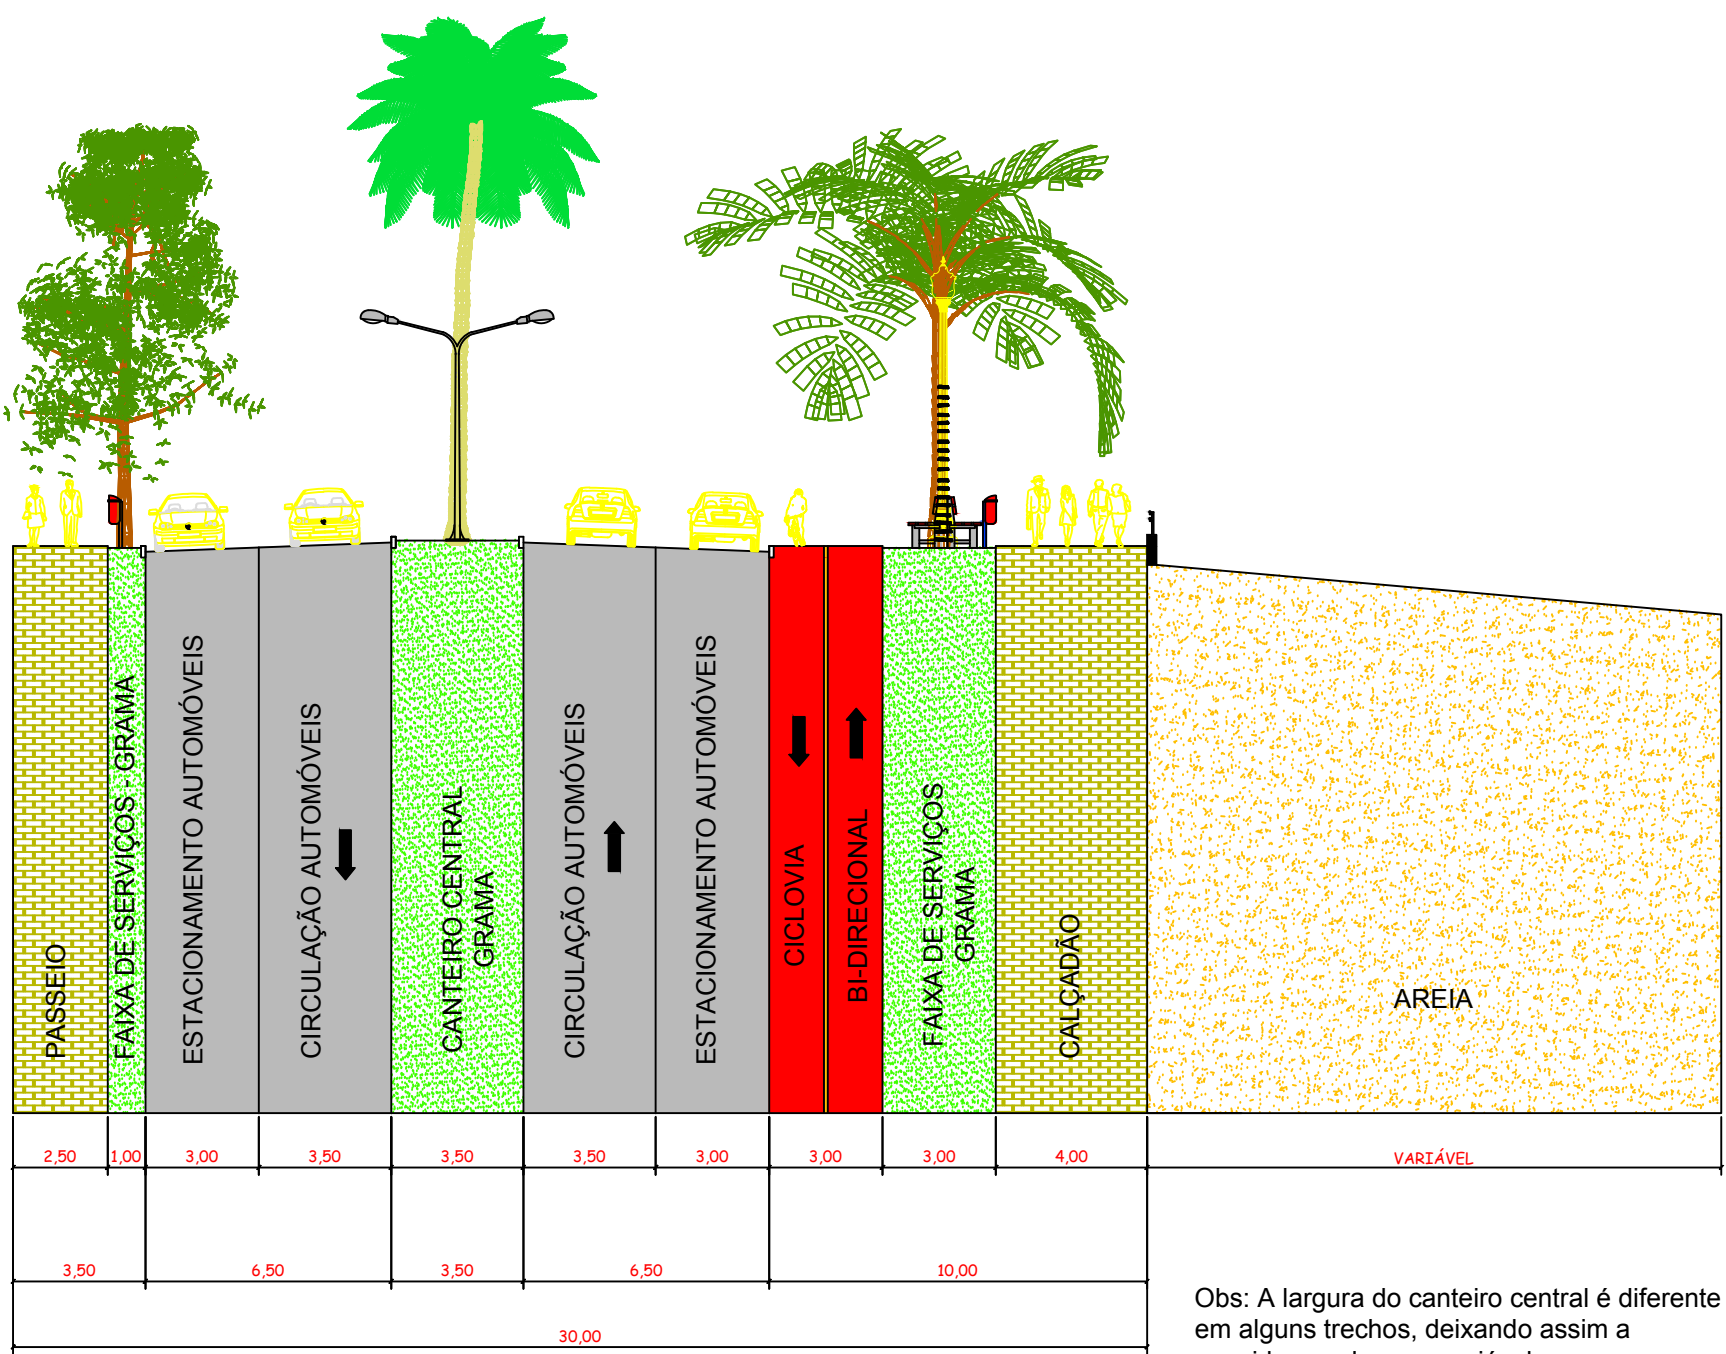 PASSEIO
FAIXA DE SERVIÇOS - GRAMA
ESTACIONAMENTO AUTOMÓVEIS
CIRCULAÇÃO AUTOMÓVEIS
CANTEIRO CENTRAL
GRAMA
CIRCULAÇÃO AUTOMÓVEIS
ESTACIONAMENTO AUTOMÓVEIS
CICLOVIA
BI-DIRECIONAL
FAIXA DE SERVIÇOS
GRAMA
CALÇADÃO
AREIA
2,50 1,00 3,00 3,50 3,50 3,50 3,00 3,00 3,00 4,00 VARIÁVEL
3,50 6,50 3,50 6,50 10,00
30,00
Obs: A largura do canteiro central é diferente
em alguns trechos, deixando assim a